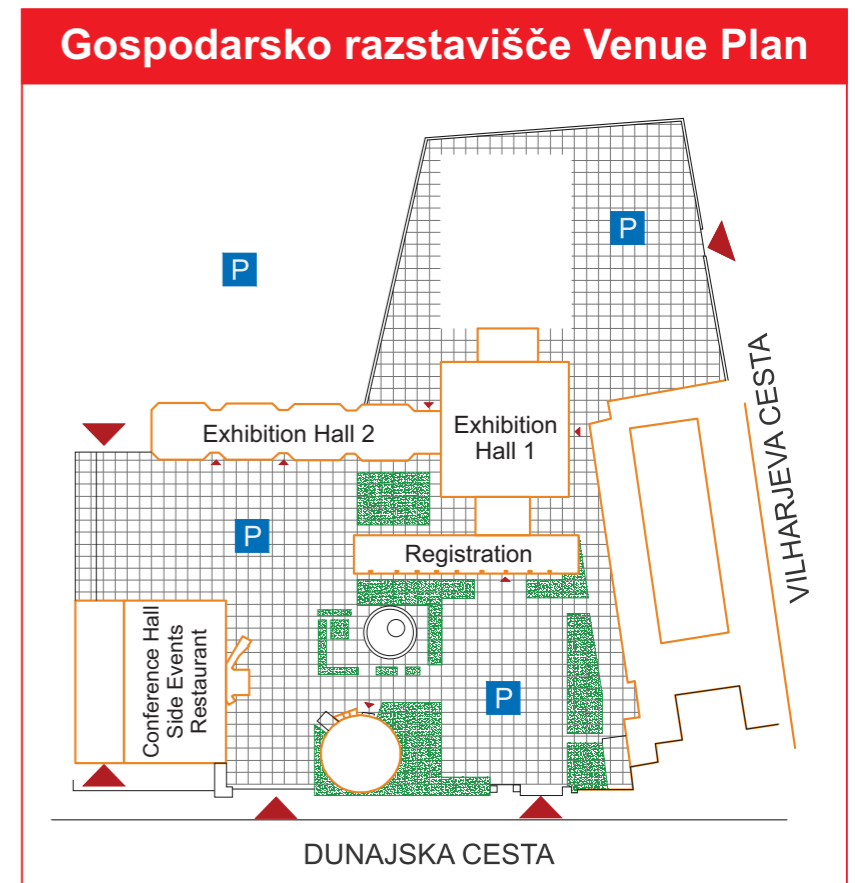 Gospodarsko razstavišče Venue Plan
P
P
VILHARJEVA CESTA
Exhibition Hall 2
Exhibition
Hall 1
P
Registration
Conference Hall
Side Events
Restaurant
P
DUNAJSKA CESTA